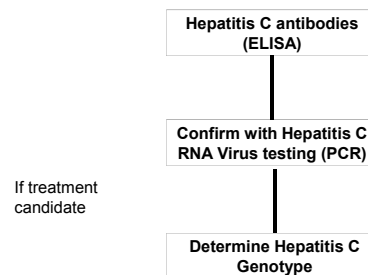 Hepatitis C antibodies
(ELISA)
Confirm with Hepatitis C
RNA Virus testing (PCR)
If treatment
candidate
Determine Hepatitis C
Genotype